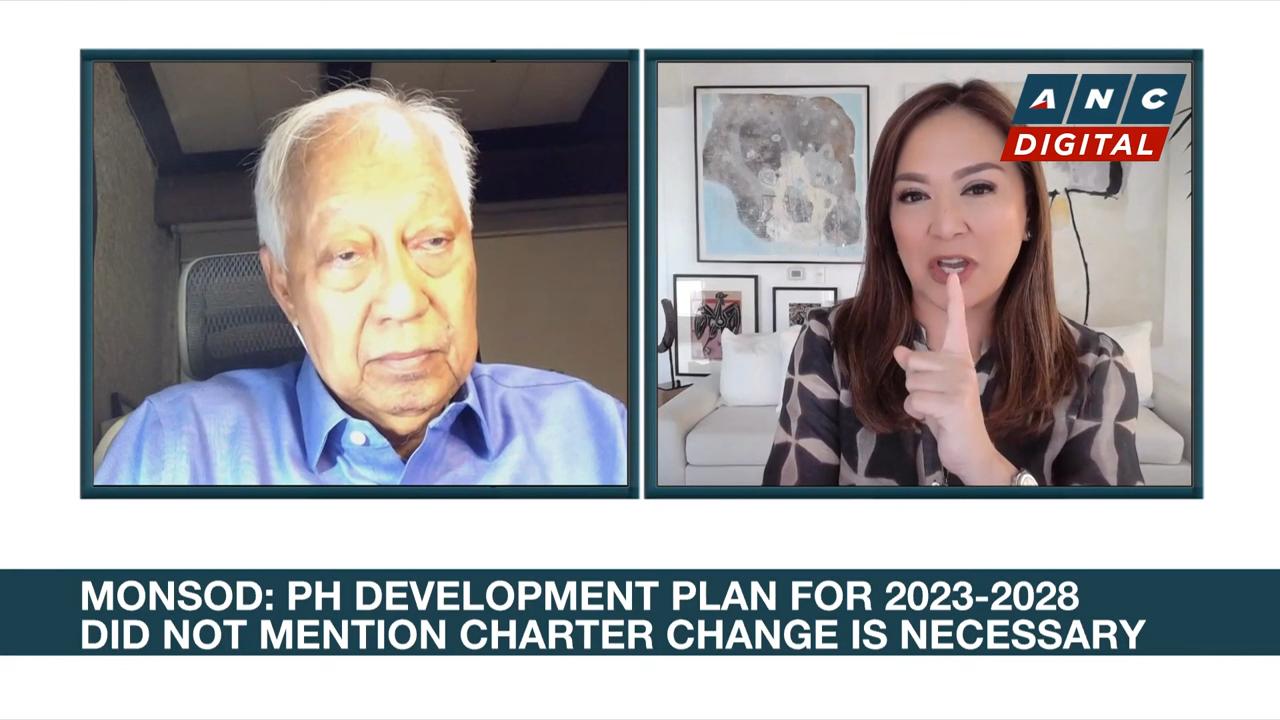 ANC
DIGITAL
MONSOD: PH DEVELOPMENT PLAN FOR 2023-2028
DID NOT MENTION CHARTER CHANGE IS NECESSARY